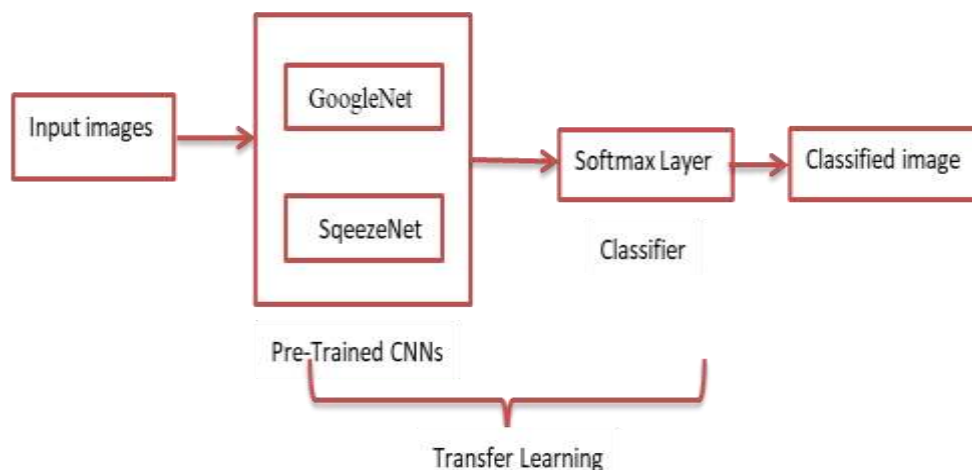 Input images
GoogleNet
SqeezeNet
Pre-Trained CNNs
Softmax Layer
Classifier
Classified image
Transfer Learning